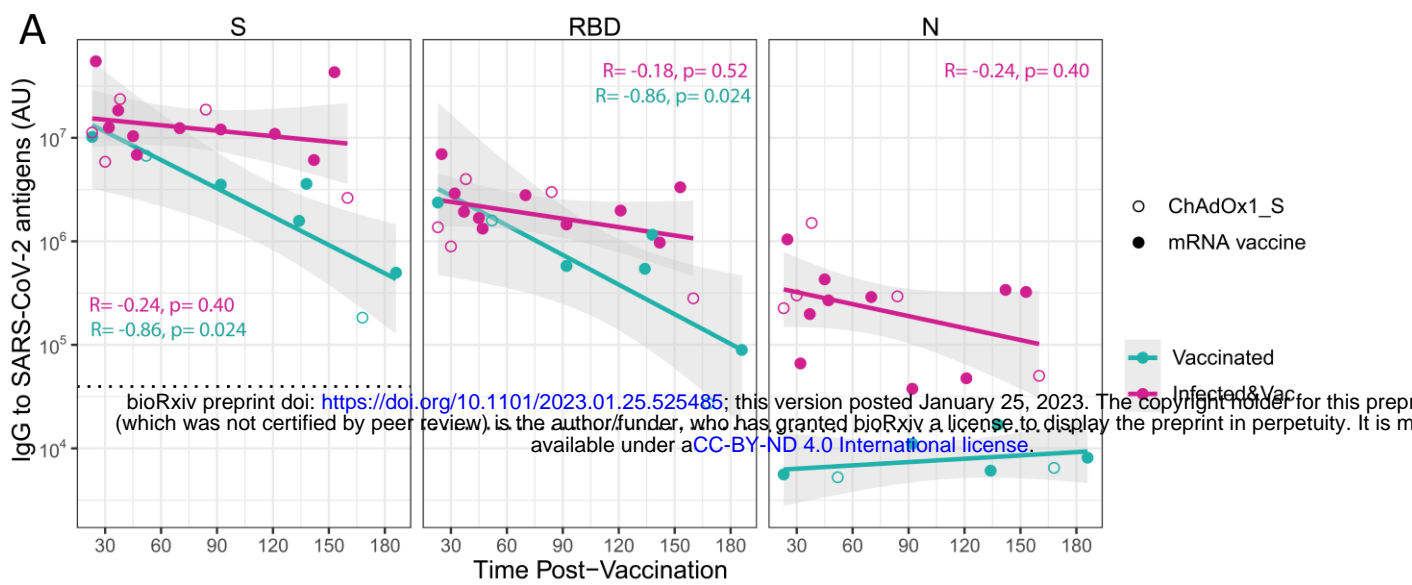 A
S
RBD
N
IgG to SARS-CoV-2 antigens (AU)
10^7
10^6
10^5
10^4
R= -0.24, p= 0.40
R= -0.86, p= 0.024
R= -0.18, p= 0.52
R= -0.86, p= 0.024
R= -0.24, p= 0.40
ChAdOx1_S
mRNA vaccine
Vaccinated
Infected&Vac
bioRxiv preprint doi: https://doi.org/10.1101/2023.01.25.525485; this version posted January 25, 2023. The copyright holder for this
(which was not certified by peer review) is the author/funder, who has granted bioRxiv a license to display the preprint in perpetuity. It is
available under aCC-BY-ND 4.0 International license.
30 60 90 120 150 180
30 60 90 120 150 180
30 60 90 120 150 180
Time Post−Vaccination